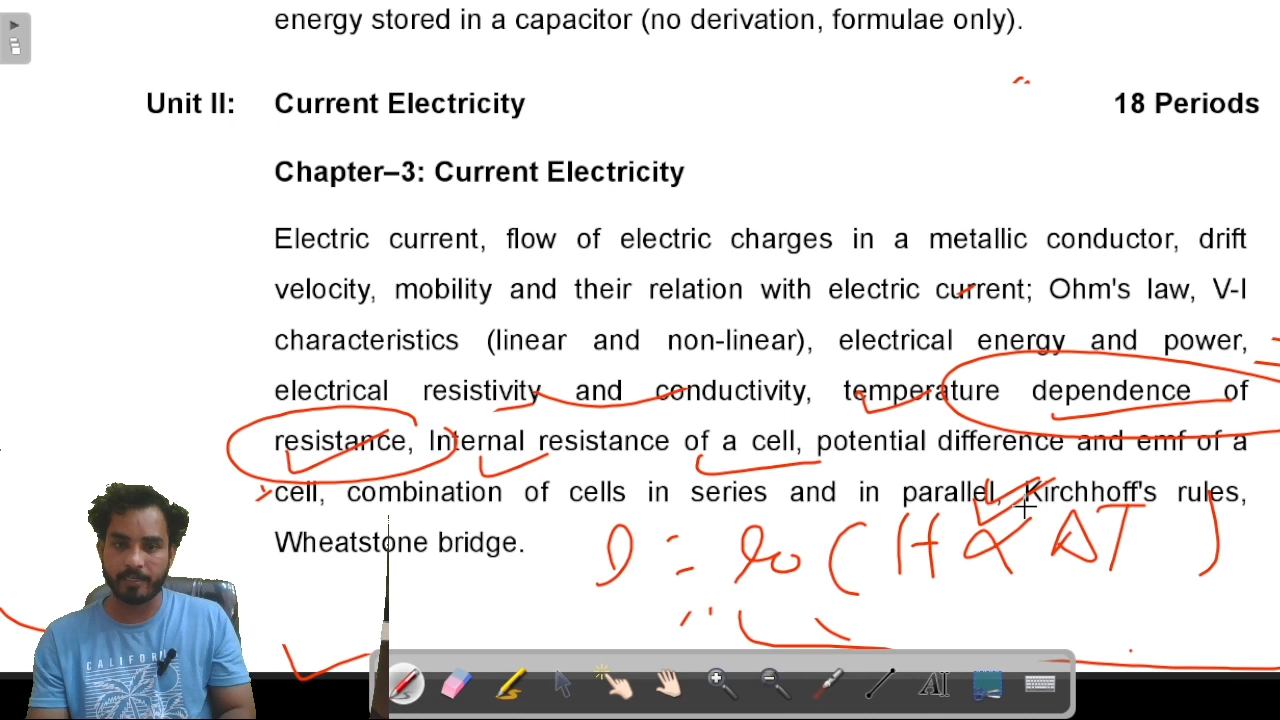 energy stored in a capacitor (no derivation, formulae only).
Unit II: Current Electricity 18 Periods
Chapter–3: Current Electricity
Electric current, flow of electric charges in a metallic conductor, drift
velocity, mobility and their relation with electric current; Ohm's law, V-I
characteristics (linear and non-linear), electrical energy and power,
electrical resistivity and conductivity, temperature dependence of
resistance, Internal resistance of a cell, potential difference and emf of a
cell, combination of cells in series and in parallel, Kirchhoff's rules,
Wheatstone bridge.
CALIFOR
AI